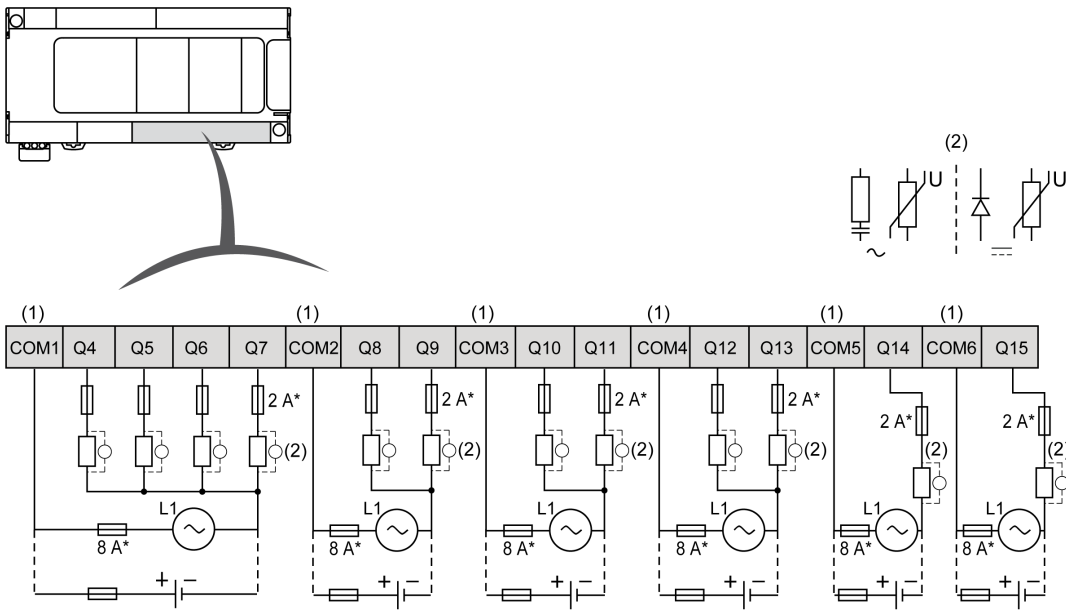 (2)
U
U
(1) (1) (1) (1) (1) (1)
COM1 Q4 Q5 Q6 Q7 COM2 Q8 Q9 COM3 Q10 Q11 COM4 Q12 Q13 COM5 Q14 COM6 Q15
2 A* 2 A* 2 A* 2 A* 2 A* 2 A*
(2) (2) (2) (2) (2) (2)
L1 L1 L1 L1 L1 L1
8 A* 8 A* 8 A* 8 A* 8 A* 8 A*
+ − + − + − + − + − + −